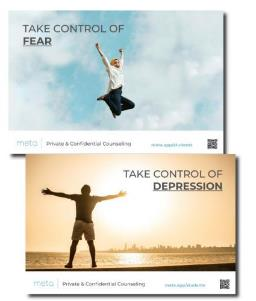 TAKE CONTROL OF
FEAR
meta Private & Confidential Counseling
TAKE CONTROL OF
DEPRESSION
meta Private & Confidential Counseling